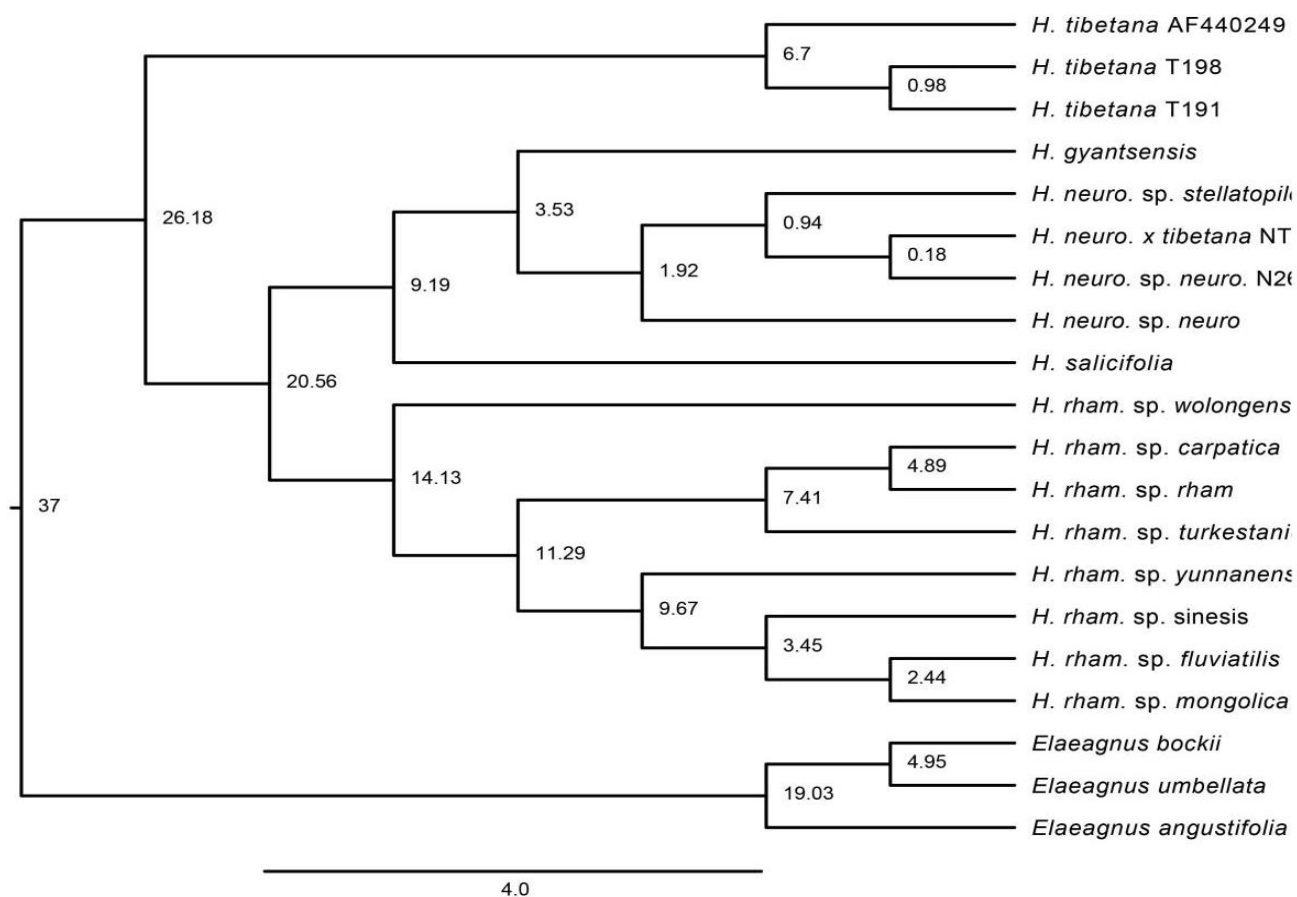 H. tibetana AF440249
6.7
H. tibetana T198
0.98
H. tibetana T191
H. gyantsensis
3.53
H. neuro. sp.
0.94
26.18
H. neuro. x tibetana NT
0.18
1.92
9.19
H. neuro. sp. neuro.
H. neuro. sp. neuro
H. salicifolia
20.56
H. rham. sp. wolongens
H. rham. sp. carpatica
4.89
14.13
H. rham. sp. rham
7.41
37
H. rham. sp. turkestani
11.29
H. rham. sp. yunnanens
9.67
H. rham. sp. sinesis
3.45
H. rham. sp. fluviatilis
2.44
H. rham. sp. mongolica
Elaeagnus bockii
4.95
Elaeagnus umbellata
19.03
Elaeagnus angustifolia
4.0